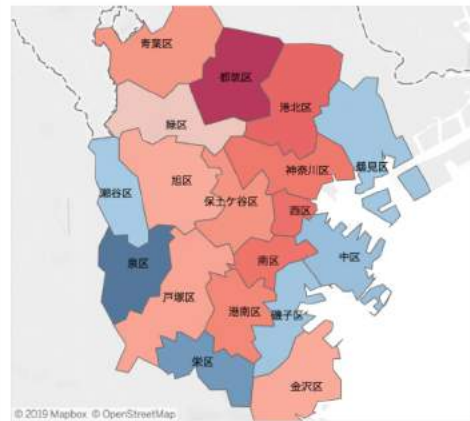 青葉区
都筑区
港北区
緑区
鶴見区
神奈川区
瀬谷区
旭区
保土ケ谷区
西区
中区
泉区
南区
戸塚区
港南区
磯子区
栄区
金沢区
© 2019 Mapbox © OpenStreetMap